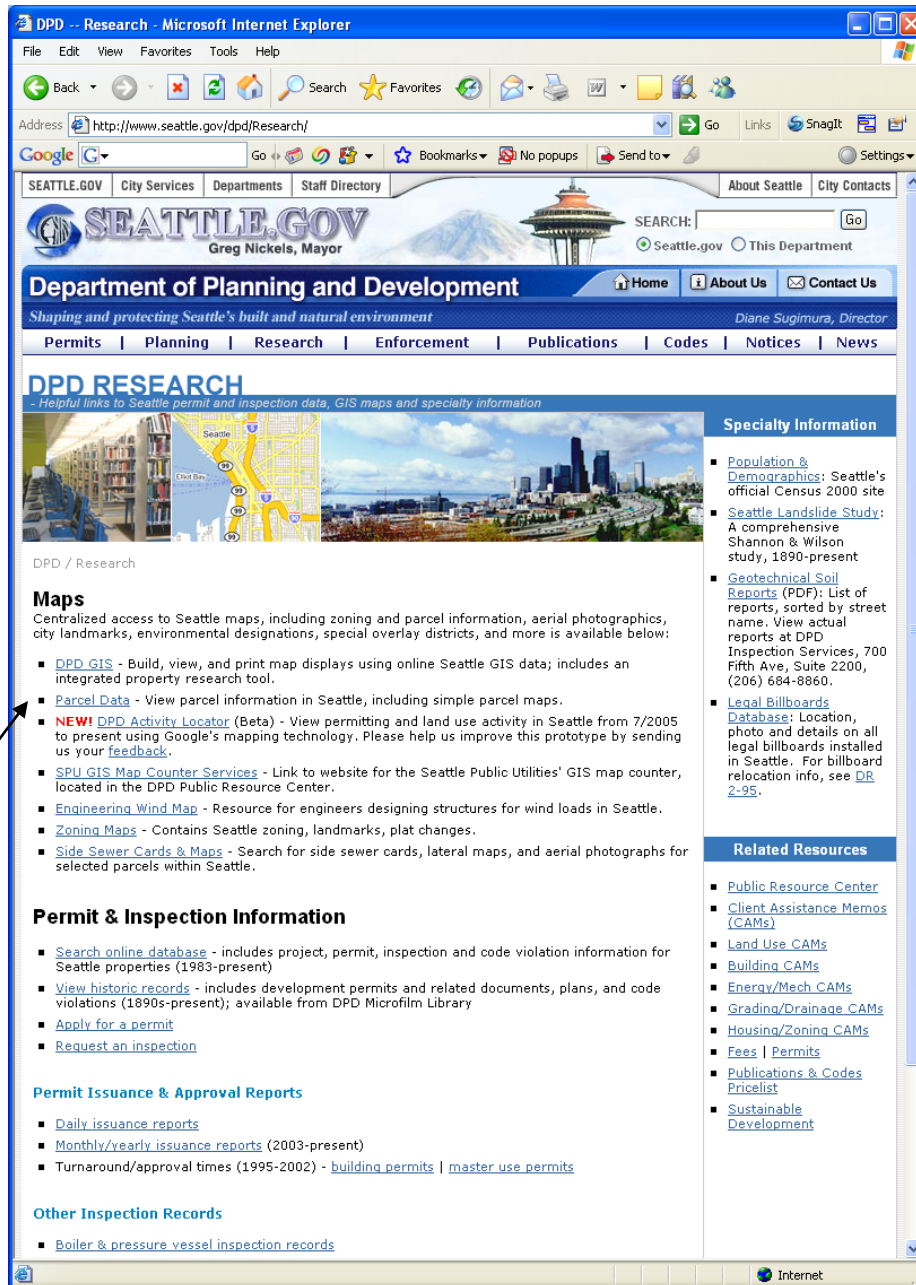 DPD -- Research - Microsoft Internet Explorer
File Edit View Favorites Tools Help
Back Search Favorites
Address http://www.seattle.gov/dpd/Research/ Go Links SnagIt
Google G Go Bookmarks No popups Send to Settings
SEATTLE.GOV City Services Departments Staff Directory About Seattle City Contacts
SEATTLE.GOV
Greg Nickels, Mayor
SEARCH: Go
Seattle.gov This Department
Department of Planning and Development
Home About Us Contact Us
Shaping and protecting Seattle's built and natural environment Diane Sugimura, Director
Permits | Planning | Research | Enforcement | Publications | Codes | Notices | News
DPD RESEARCH
- Helpful links to Seattle permit and inspection data, GIS maps and specialty information
Seattle
Elliot Bay
99
99
99
5
DPD / Research
Maps
Centralized access to Seattle maps, including zoning and parcel information, aerial photographics,
city landmarks, environmental designations, special overlay districts, and more is available below:
DPD GIS - Build, view, and print map displays using online Seattle GIS data; includes an
integrated property research tool.
Parcel Data - View parcel information in Seattle, including simple parcel maps.
NEW! DPD Activity Locator (Beta) - View permitting and land use activity in Seattle from 7/2005
to present using Google's mapping technology. Please help us improve this prototype by sending
us your feedback.
SPU GIS Map Counter Services - Link to website for the Seattle Public Utilities' GIS map counter,
located in the DPD Public Resource Center.
Engineering Wind Map - Resource for engineers designing structures for wind loads in Seattle.
Zoning Maps - Contains Seattle zoning, landmarks, plat changes.
Side Sewer Cards & Maps - Search for side sewer cards, lateral maps, and aerial photographs for
selected parcels within Seattle.
Permit & Inspection Information
Search online database - includes project, permit, inspection and code violation information for
Seattle properties (1983-present)
View historic records - includes development permits and related documents, plans, and code
violations (1890s-present); available from DPD Microfilm Library
Apply for a permit
Request an inspection
Permit Issuance & Approval Reports
Daily issuance reports
Monthly/yearly issuance reports (2003-present)
Turnaround/approval times (1995-2002) - building permits | master use permits
Other Inspection Records
Boiler & pressure vessel inspection records
Specialty Information
Population &
Demographics: Seattle's
official Census 2000 site
Seattle Landslide Study:
A comprehensive
Shannon & Wilson
study, 1890-present
Geotechnical Soil
Reports (PDF): List of
reports, sorted by street
name. View actual
reports at DPD
Inspection Services, 700
Fifth Ave, Suite 2200,
(206) 684-8860.
Legal Billboards
Database: Location,
photo and details on all
legal billboards installed
in Seattle. For billboard
relocation info, see DR
2-95.
Related Resources
Public Resource Center
Client Assistance Memos
(CAMs)
Land Use CAMs
Building CAMs
Energy/Mech CAMs
Grading/Drainage CAMs
Housing/Zoning CAMs
Fees | Permits
Publications & Codes
Pricelist
Sustainable
Development
Internet